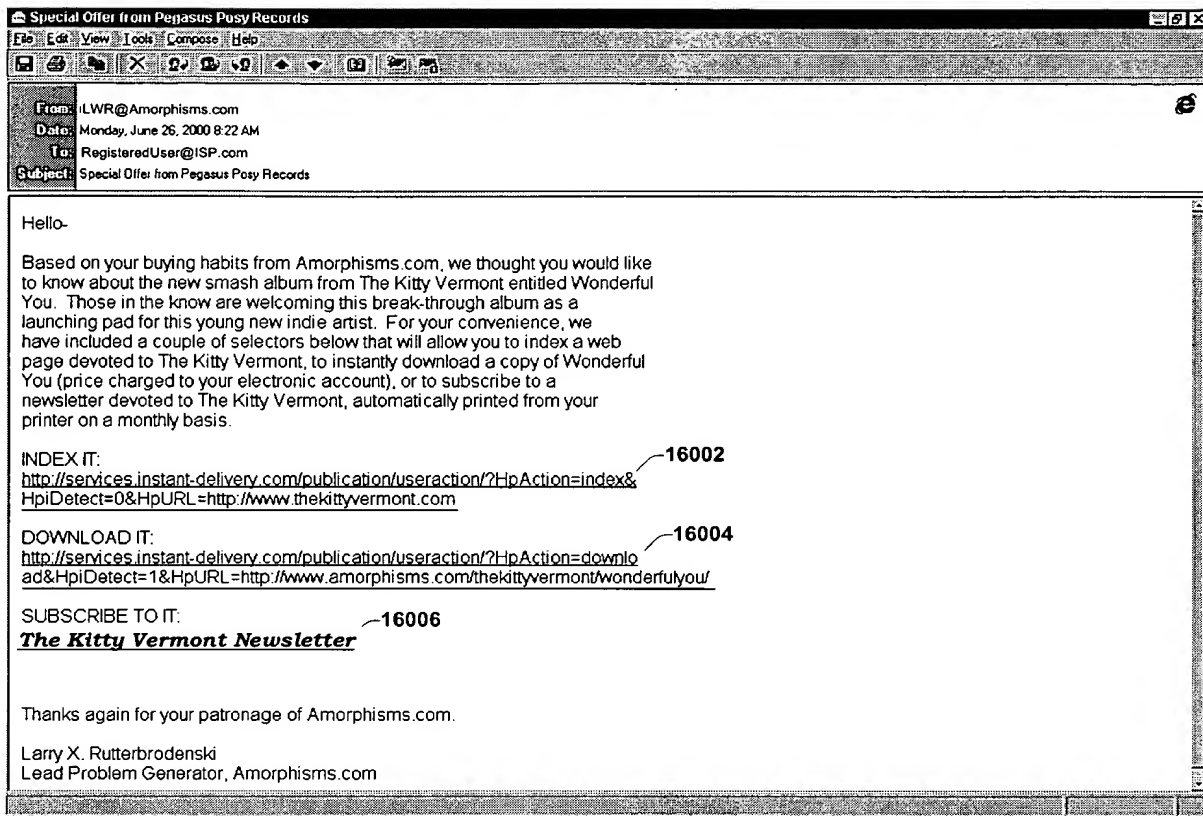 Special Offer from Pegasus Posy Records
File Edit View Tools Compose Help
From: LWR@Amorphisms.com
Date: Monday, June 26, 2000 8:22 AM
To: RegisteredUser@ISP.com
Subject: Special Offer from Pegasus Posy Records
Hello-
Based on your buying habits from Amorphisms.com, we thought you would like
to know about the new smash album from The Kitty Vermont entitled Wonderful
You. Those in the know are welcoming this break-through album as a
launching pad for this young new indie artist. For your convenience, we
have included a couple of selectors below that will allow you to index a web
page devoted to The Kitty Vermont, to instantly download a copy of Wonderful
You (price charged to your electronic account), or to subscribe to a
newsletter devoted to The Kitty Vermont, automatically printed from your
printer on a monthly basis.
INDEX IT:
16002
http://services.instant-delivery.com/publication/useraction/?HpAction=index&
HpiDetect=0&HpURL=http://www.thekittyvermont.com
DOWNLOAD IT:
16004
http://services.instant-delivery.com/publication/useraction/?HpAction=downlo
ad&HpiDetect=1&HpURL=http://www.amorphisms.com/thekittyvermont/wonderfulyou/
SUBSCRIBE TO IT:
16006
The Kitty Vermont Newsletter
Thanks again for your patronage of Amorphisms.com.
Larry X. Rutterbrodenski
Lead Problem Generator, Amorphisms.com